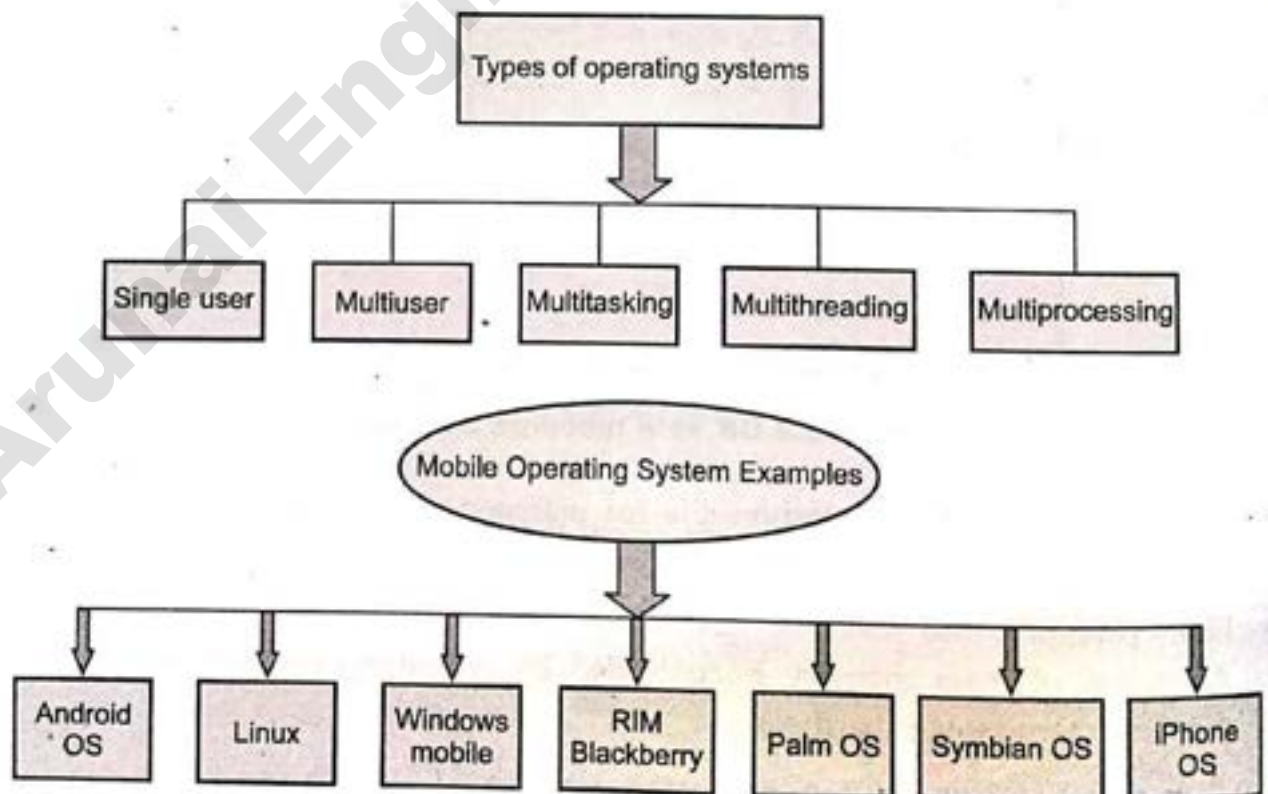 Types of operating systems
Single user
Multiuser
Multitasking
Multithreading
Multiprocessing
Mobile Operating System Examples
Android
OS
Linux
Windows
mobile
RIM
Blackberry
Palm OS
Symbian OS
iPhone
OS
Arunai